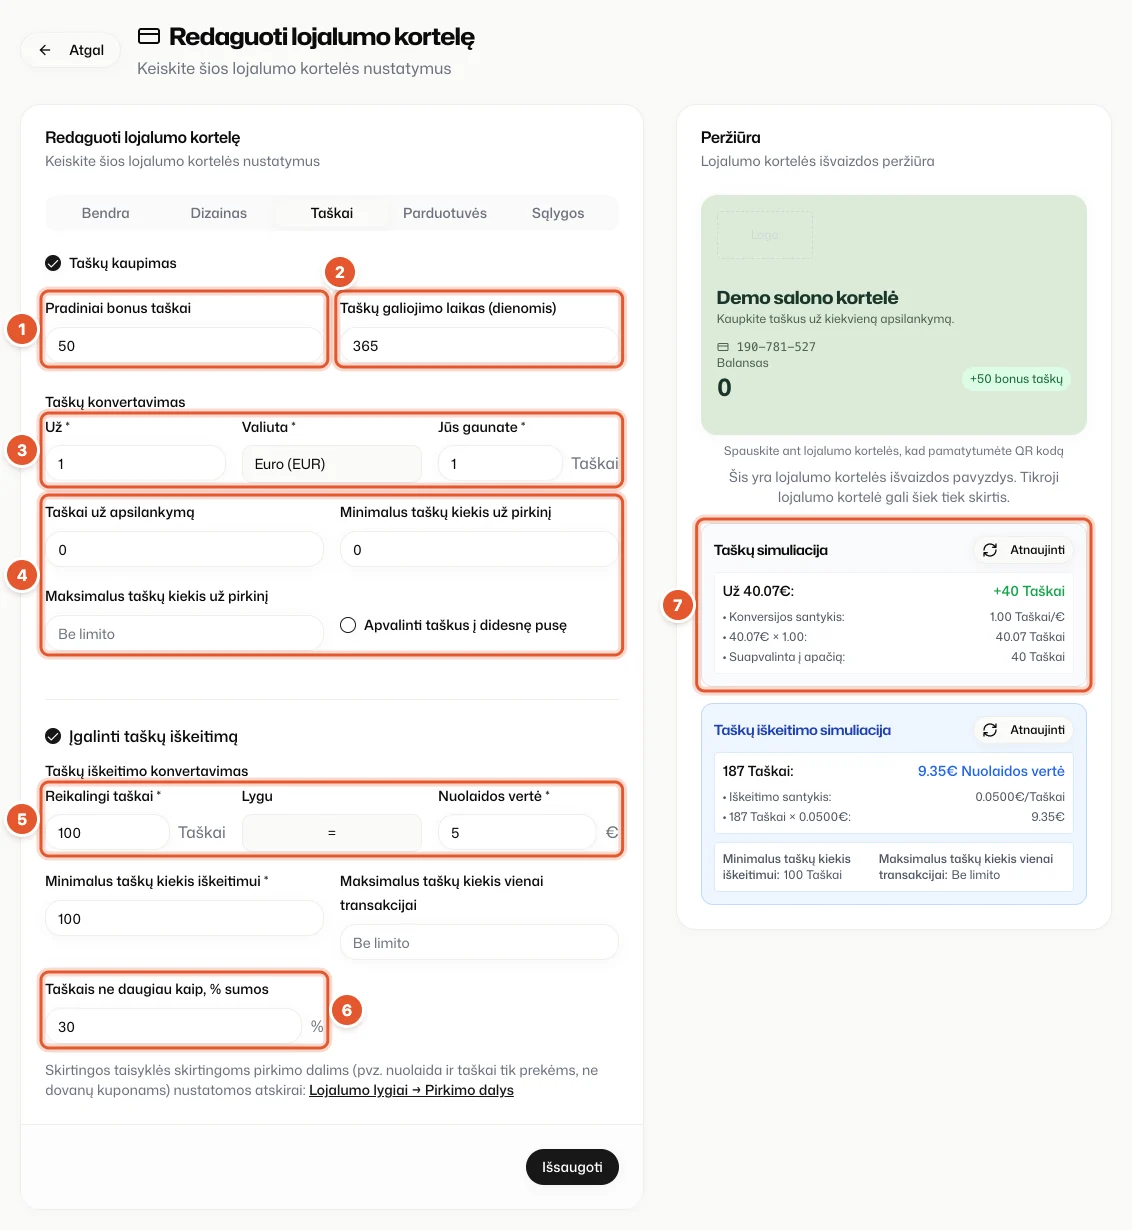 Atgal
Redaguoti lojalumo kortelę
Keiskite šios lojalumo kortelės nustatymus
Redaguoti lojalumo kortelę
Keiskite šios lojalumo kortelės nustatymus
Bendra Dizainas Taškai Parduotuvės Sąlygos
Taškų kaupimas
2
1
Pradiniai bonus taškai Taškų galiojimo laikas (dienomis)
50 365
Taškų konvertavimas
3
Už * Valiuta * Jūs gaunate *
1 Euro (EUR) 1 Taškai
4
Taškai už apsilankymą Minimalus taškų kiekis už pirkinį
0 0
Maksimalus taškų kiekis už pirkinį
Be limito Apvalinti taškus į didesnę pusę
Įgalinti taškų iškeitimą
Taškų iškeitimo konvertavimas
5
Reikalingi taškai * Lygu Nuolaidos vertė *
100 Taškai = 5 €
Minimalus taškų kiekis iškeitimui * Maksimalus taškų kiekis vienai
transakcijai
100
Be limito
Taškais ne daugiau kaip, % sumos
30 %
6
Skirtingos taisyklės skirtingoms pirkimo dalims (pvz. nuolaida ir taškai tik prekėms, ne
dovanų kuponams) nustatomos atskirai: Lojalumo lygiai → Pirkimo dalys
Išsaugoti
Peržiūra
Lojalumo kortelės išvaizdos peržiūra
Logo
Demo salono kortelė
Kaupkite taškus už kiekvieną apsilankymą.
190-781-527
Balansas
0
+50 bonus taškų
Spauskite ant lojalumo kortelės, kad pamatytumėte QR kodą
Šis yra lojalumo kortelės išvaizdos pavyzdys. Tikroji
lojalumo kortelė gali šiek tiek skirtis.
7
Taškų simuliacija Atnaujinti
Už 40.07€: +40 Taškai
• Konversijos santykis: 1.00 Taškai/€
• 40.07€ × 1.00: 40.07 Taškai
• Suapvalinta į apačią: 40 Taškai
Taškų iškeitimo simuliacija Atnaujinti
187 Taškai: 9.35€ Nuolaidos vertė
• Iškeitimo santykis: 0.0500€/Taškai
• 187 Taškai × 0.0500€: 9.35€
Minimalus taškų kiekis
iškeitimui: 100 Taškai
Maksimalus taškų kiekis vienai
transakcijai: Be limito